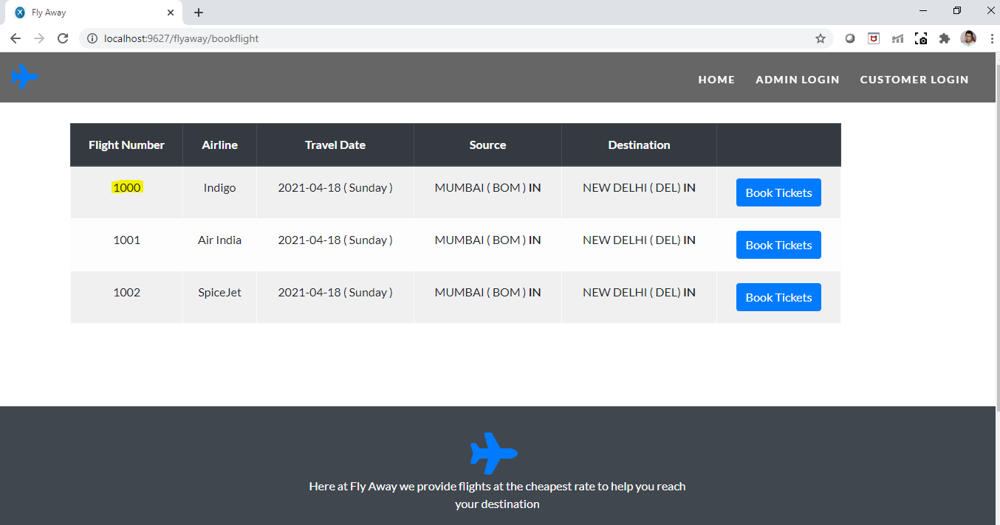 Fly Away
localhost:9627/flyaway/bookflight
HOME ADMIN LOGIN CUSTOMER LOGIN
Flight Number Airline Travel Date Source Destination
1000 Indigo 2021-04-18 ( Sunday ) MUMBAI ( BOM ) IN NEW DELHI ( DEL) IN Book Tickets
1001 Air India 2021-04-18 ( Sunday ) MUMBAI ( BOM ) IN NEW DELHI ( DEL) IN Book Tickets
1002 SpiceJet 2021-04-18 ( Sunday ) MUMBAI ( BOM ) IN NEW DELHI ( DEL) IN Book Tickets
Here at Fly Away we provide flights at the cheapest rate to help you reach
your destination